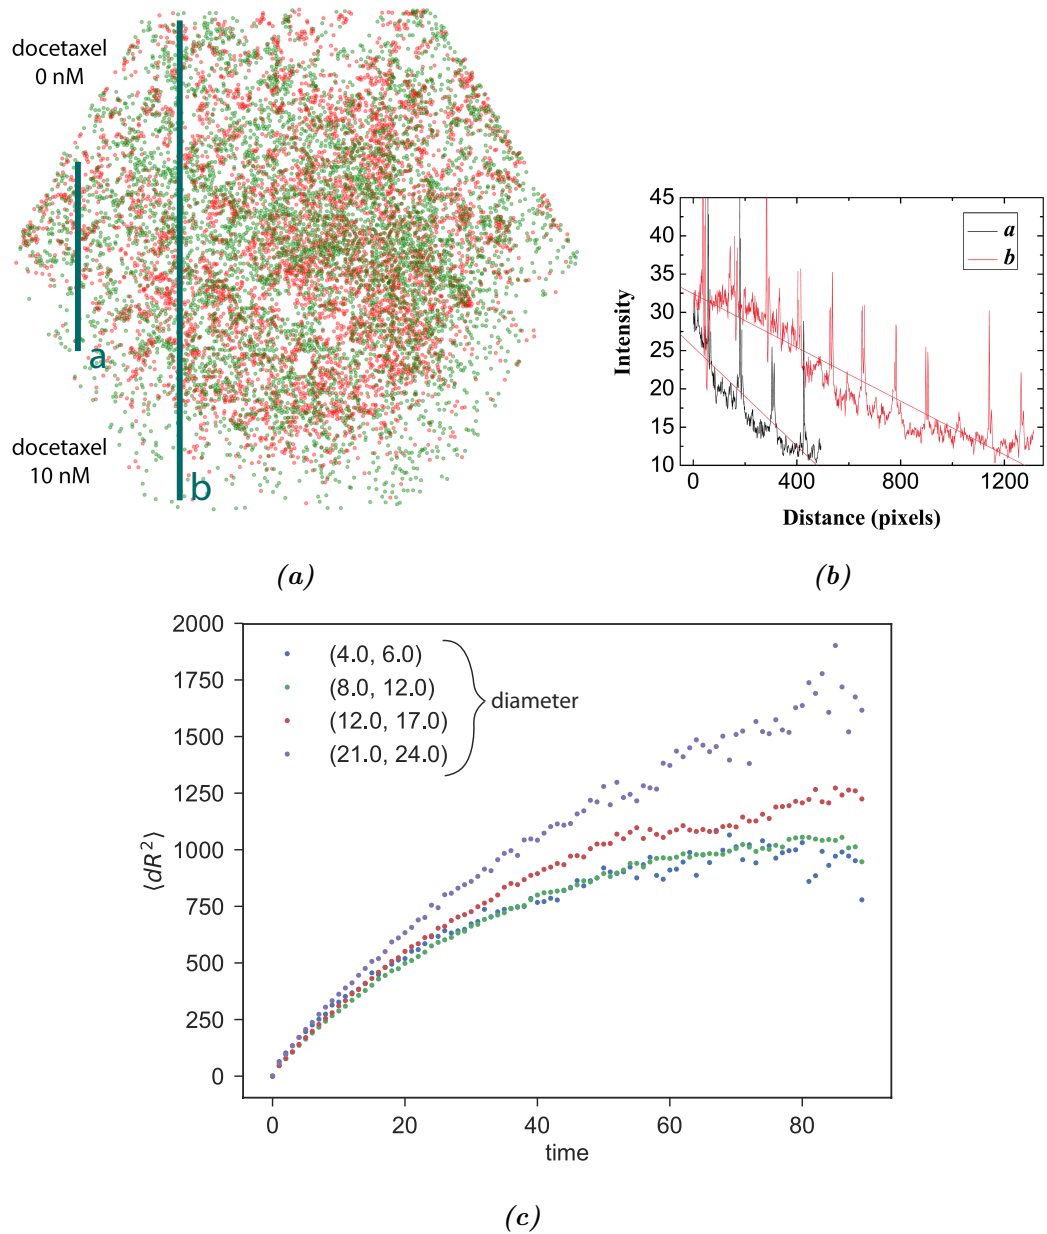 docetaxel
0 nM
a
docetaxel
10 nM
b
(a)
45
40
35
30
25
20
15
10
Intensity
a
b
0
400
800
1200
Distance (pixels)
(b)
2000
1750
1500
1250
1000
750
500
250
0
⟨dR²⟩
(4.0, 6.0)
(8.0, 12.0)
(12.0, 17.0)
(21.0, 24.0)
diameter
0
20
40
60
80
time
(c)